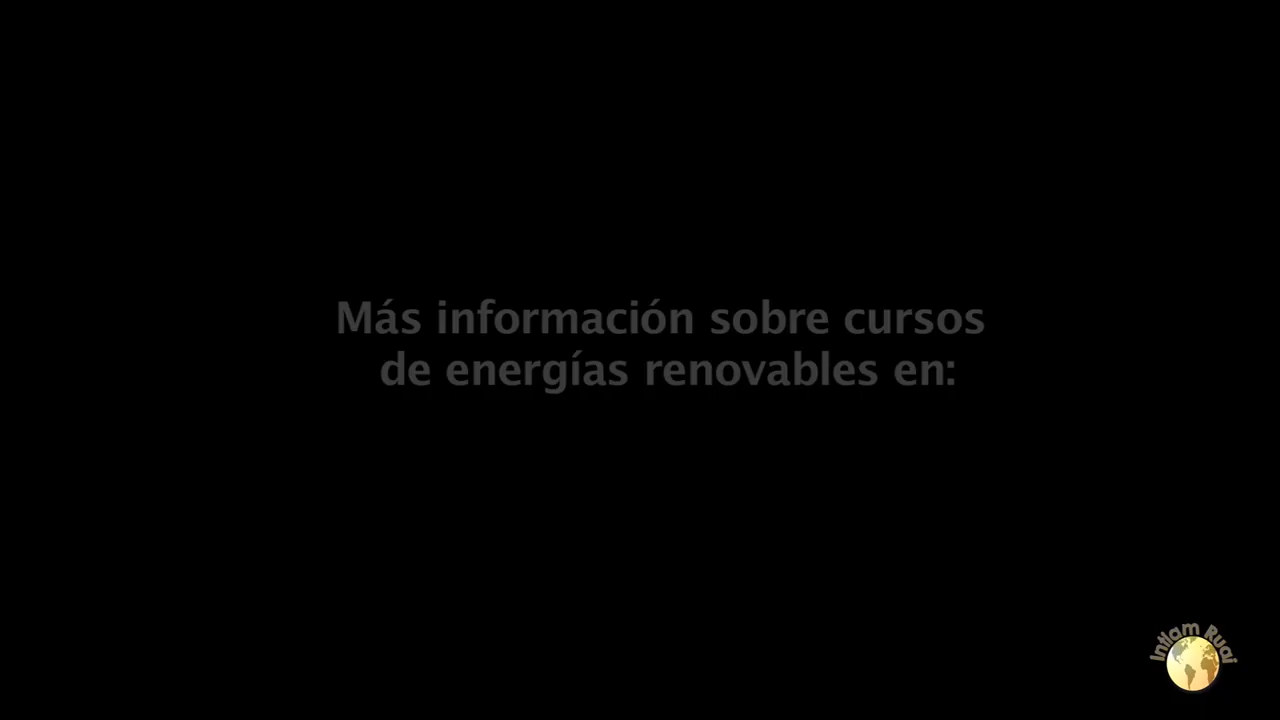 Más información sobre cursos
de energías renovables en:
Intiam Ruai